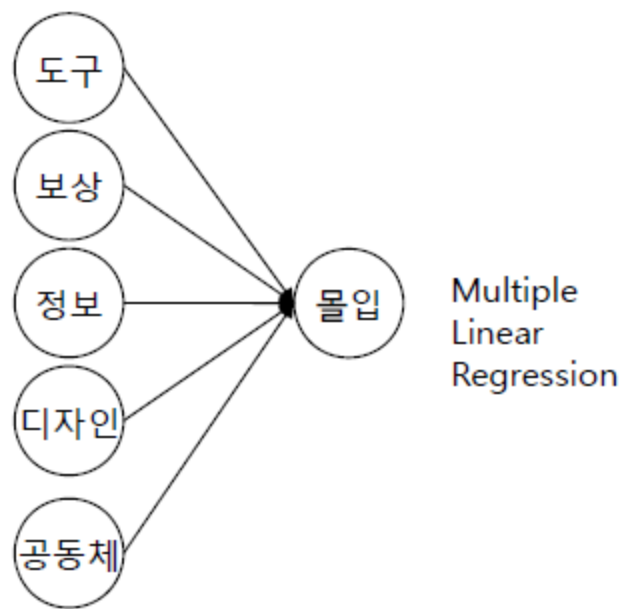 도구
보상
정보
디자인
공동체
몰입
Multiple
Linear
Regression